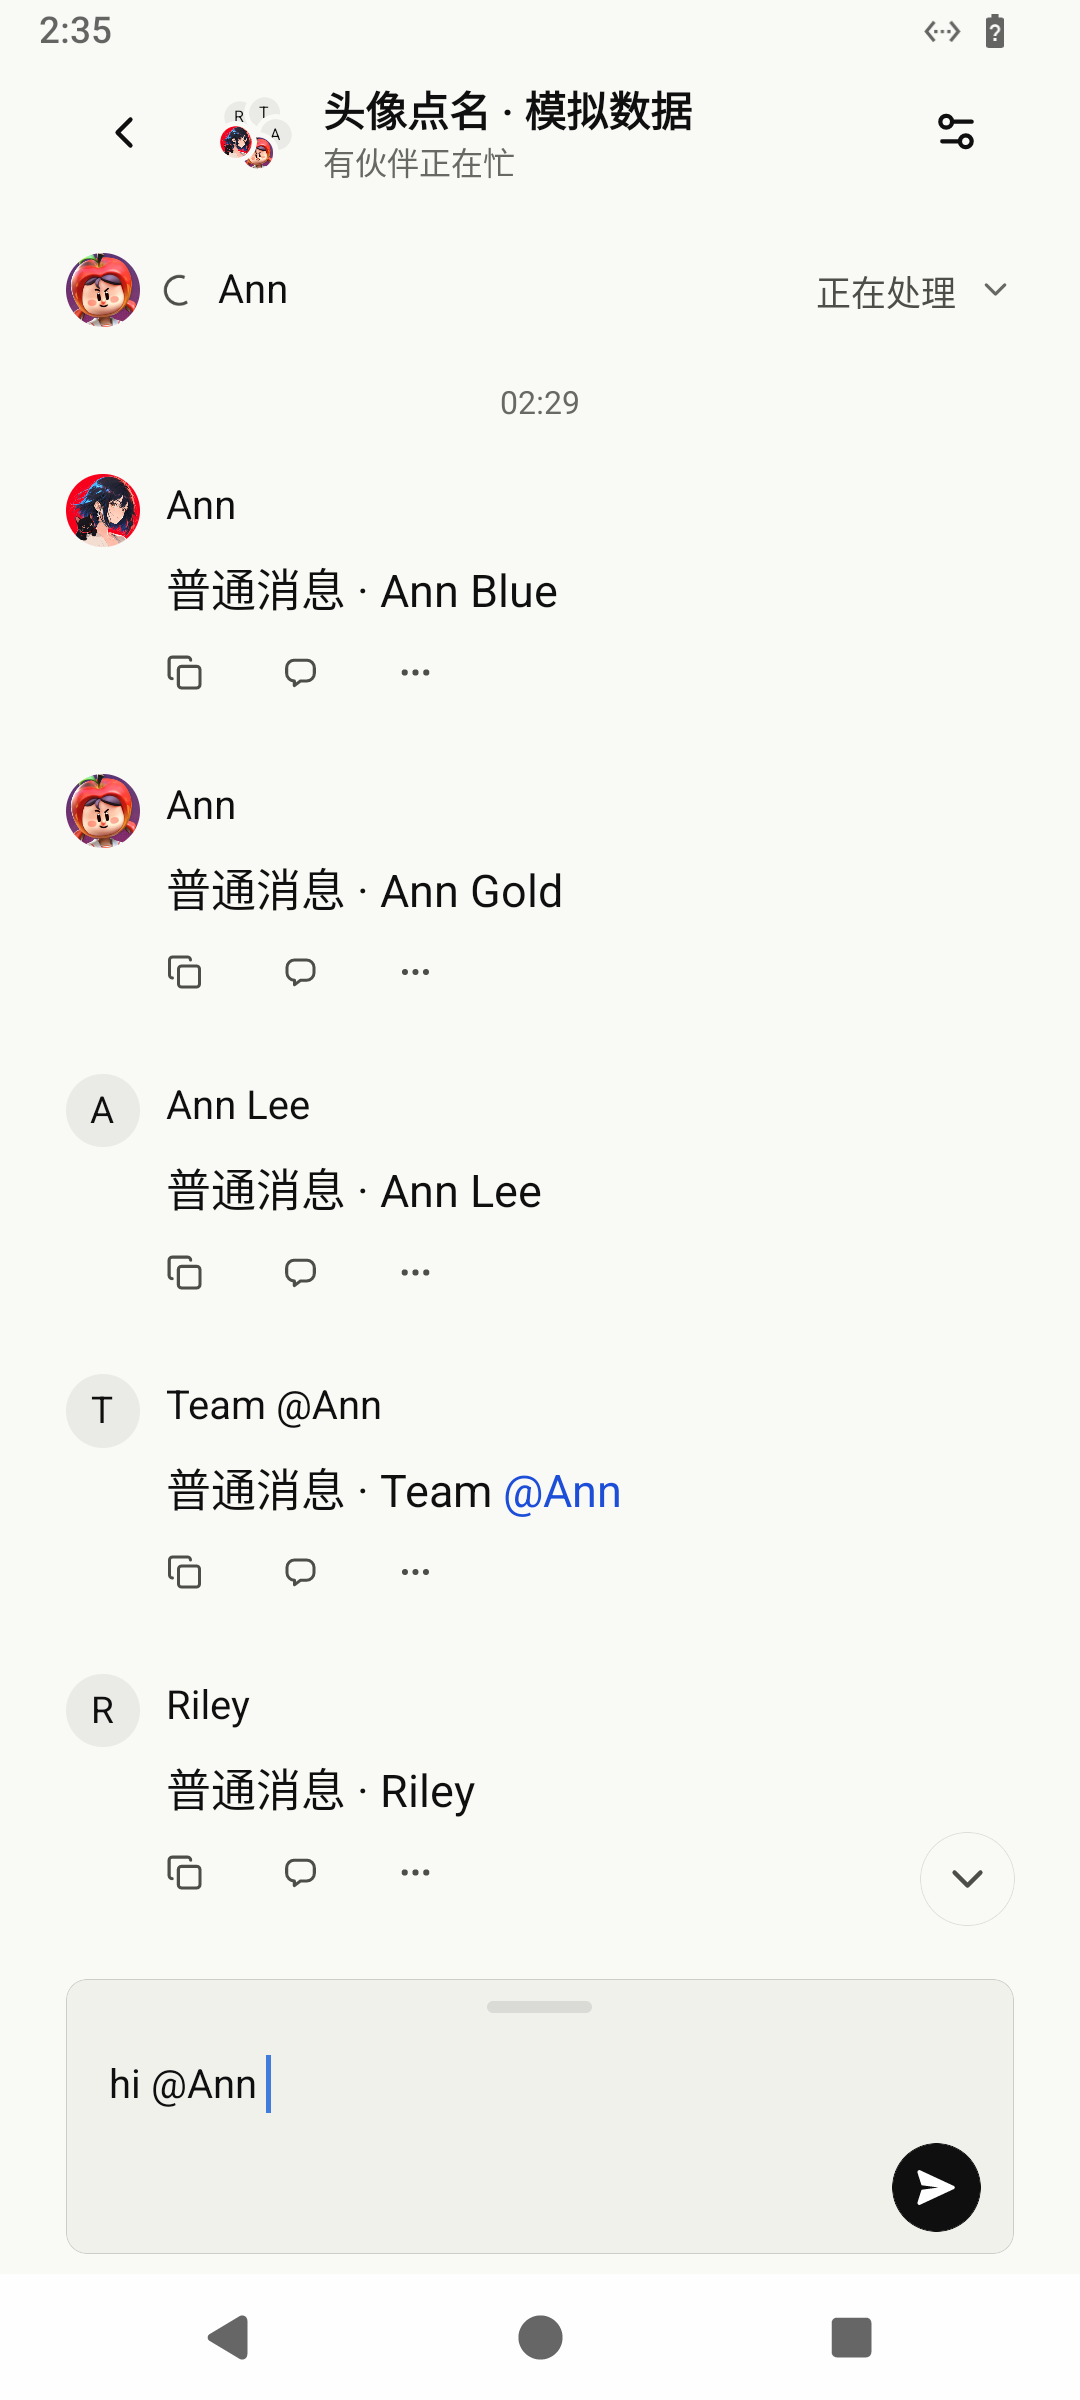 2:35
R T A
头像点名 · 模拟数据
有伙伴正在忙
Ann
正在处理
02:29
Ann
普通消息 · Ann Blue
Ann
普通消息 · Ann Gold
A
Ann Lee
普通消息 · Ann Lee
T
Team @Ann
普通消息 · Team @Ann
R
Riley
普通消息 · Riley
hi @Ann